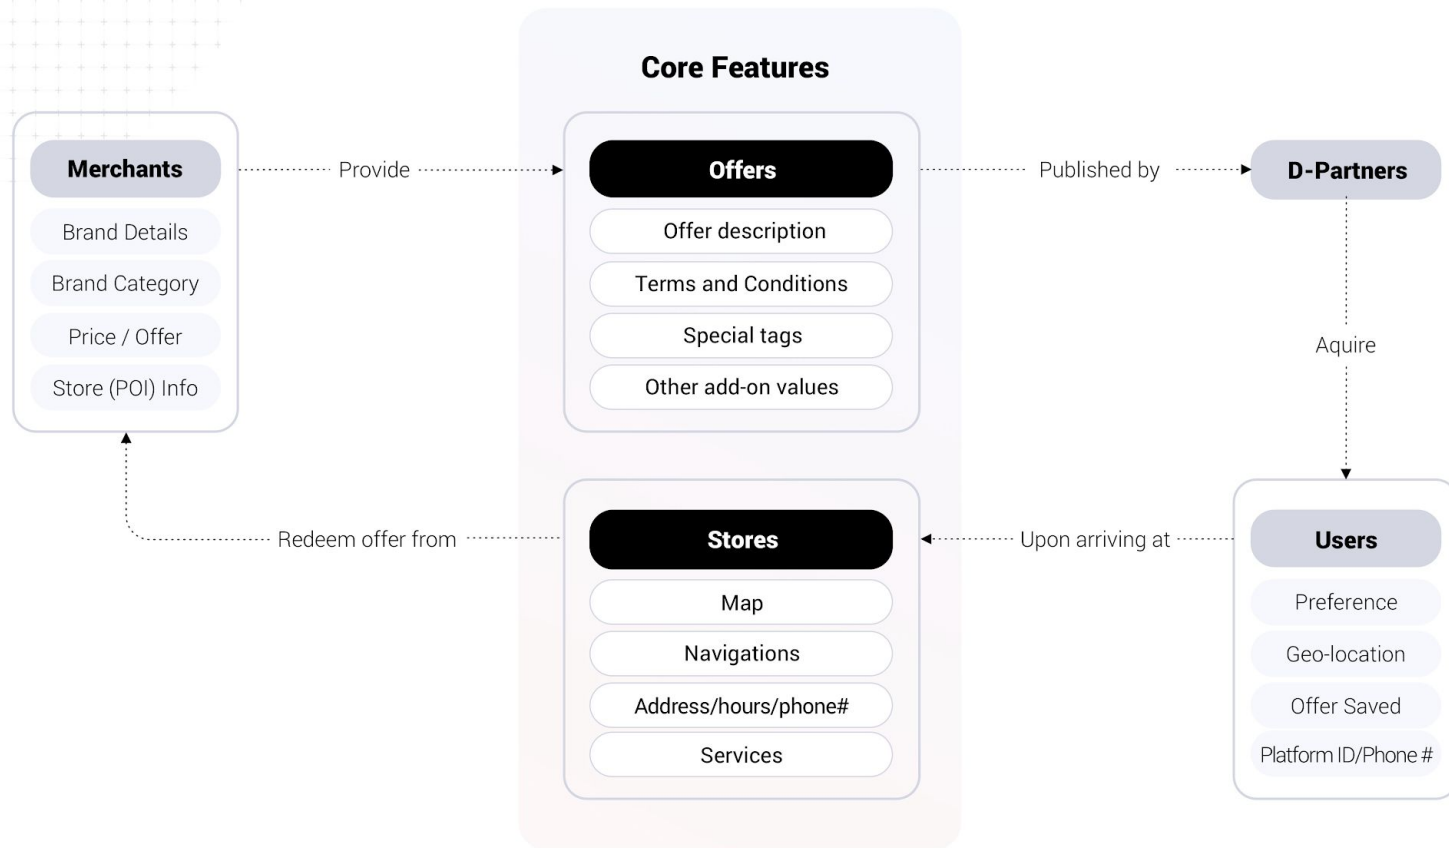 Core Features
Merchants
Brand Details
Brand Category
Price / Offer
Store (POI) Info
Provide
Offers
Offer description
Terms and Conditions
Special tags
Other add-on values
Published by
D-Partners
Aquire
Users
Preference
Geo-location
Offer Saved
Platform ID/Phone #
Upon arriving at
Stores
Map
Navigations
Address/hours/phone#
Services
Redeem offer from